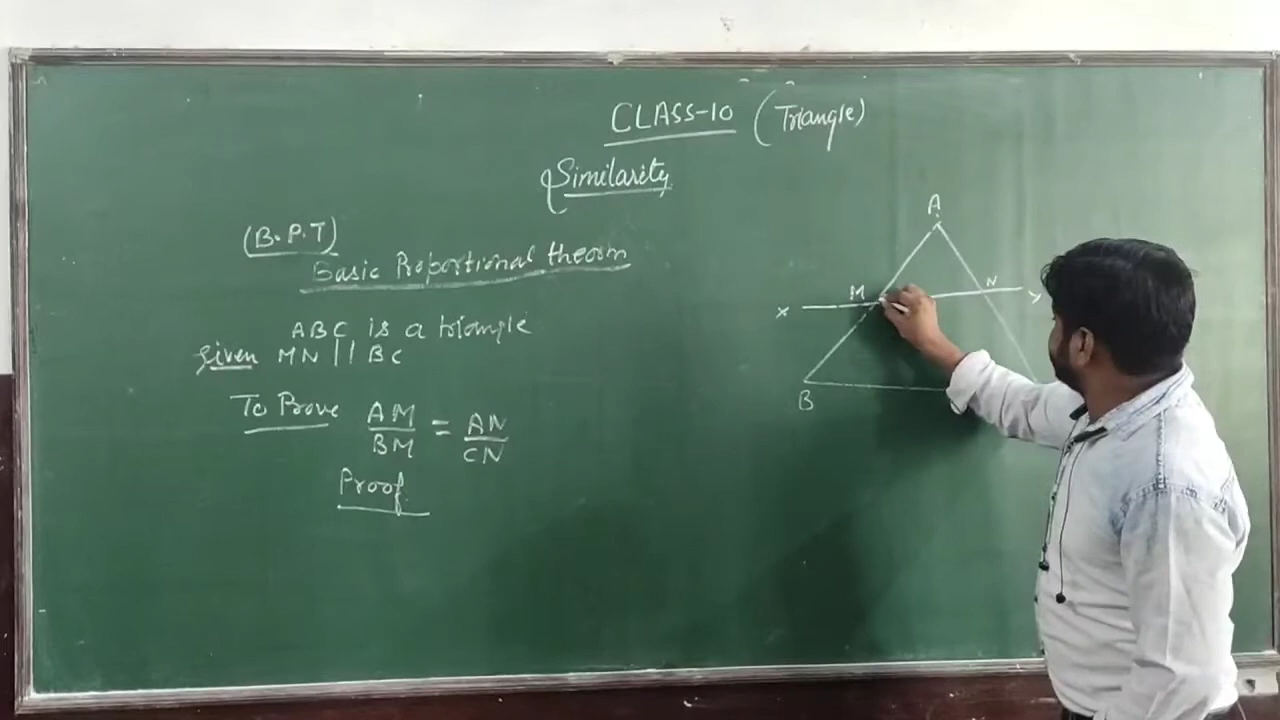 CLASS-10 (Triangle)
Similarity
(B.P.T)
Basic Roportional theorm
ABC is a triangle
given MN || BC
To Prove AM/BM = AN/CN
Proof.
A
M
N
X
Y
B